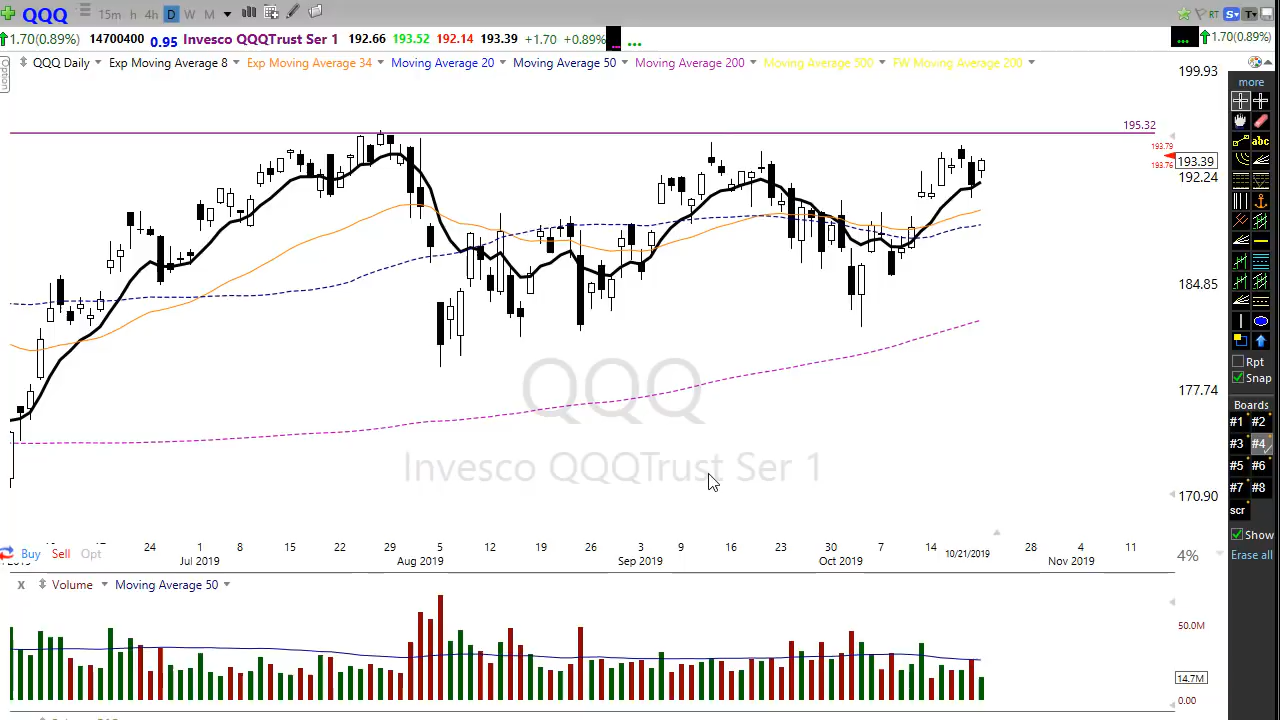 QQQ 15m h 4h D W M RT S T
1.70(0.89%) 14700400 0.95 Invesco QQQTrust Ser 1 192.66 193.52 192.14 193.39 +1.70 +0.89% ... ... ... 1.70(0.89%)
Option
QQQ Daily Exp Moving Average 8 Exp Moving Average 34 Moving Average 20 Moving Average 50 Moving Average 200 Moving Average 500 FW Moving Average 200
199.93
more
195.32
abc
193.79
193.39
193.76
192.24
184.85
Rpt
Snap
QQQ
177.74
Boards
#1 #2
#3 #4
Invesco QQQTrust Ser 1
#5 #6
#7 #8
170.90
scr
Show
24 1 8 15 22 29 5 12 19 26 3 9 16 23 30 7 14 10/21/2019 28 4 11
Buy Sell Opt
4%
Erase all
Jul 2019 Aug 2019 Sep 2019 Oct 2019 Nov 2019
X Volume Moving Average 50
50.0M
14.7M
0.00